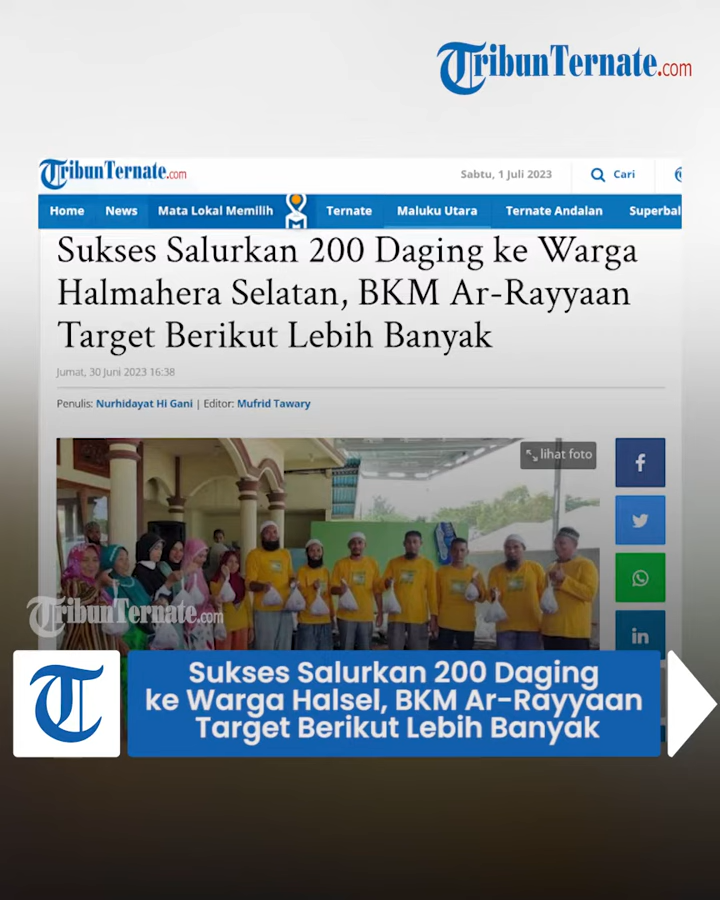 TribunTernate.com
TribunTernate.com
Sabtu, 1 Juli 2023
Cari
Home News Mata Lokal Memilih Ternate Maluku Utara Ternate Andalan Superbal
Sukses Salurkan 200 Daging ke Warga
Halmahera Selatan, BKM Ar-Rayyaan
Target Berikut Lebih Banyak
Jumat, 30 Juni 2023 16:38
Penulis: Nurhidayat Hi Gani | Editor: Mufrid Tawary
lihat foto
f
in
TribunTernate.com
T
Sukses Salurkan 200 Daging
ke Warga Halsel, BKM Ar-Rayyaan
Target Berikut Lebih Banyak